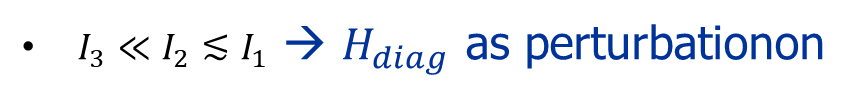 • I₃ ≪ I₂ ≲ I₁ → H_diag as perturbationon